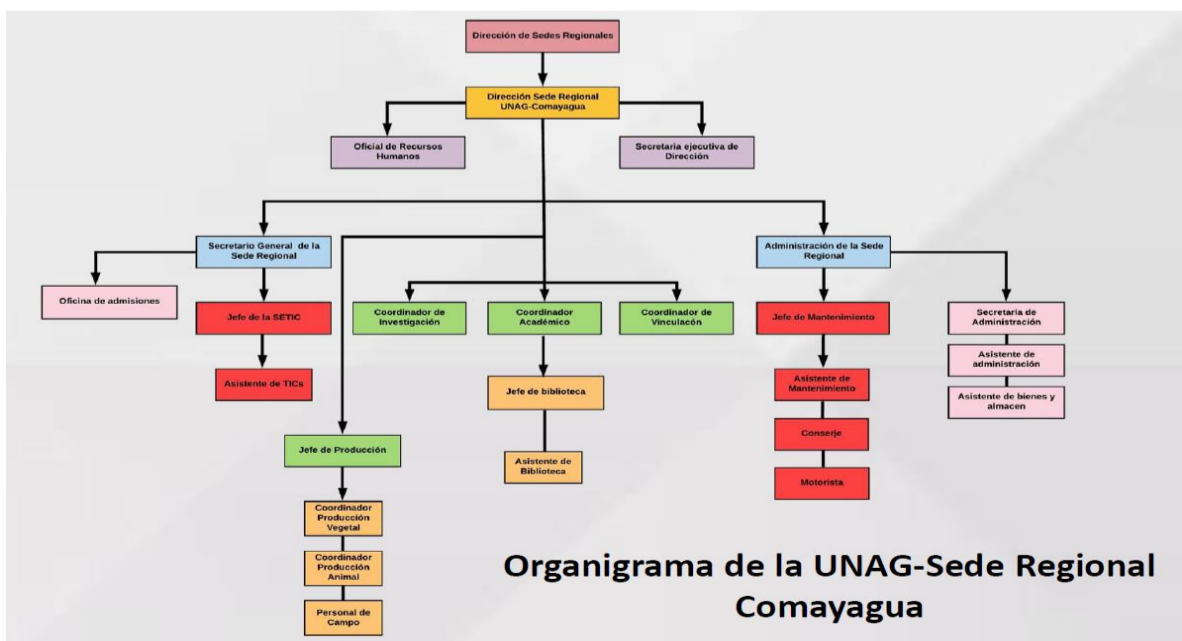 Dirección de Sedes Regionales
Dirección Sede Regional
UNAG-Comayagua
Oficial de Recursos
Humanos
Secretaria ejecutiva de
Dirección
Secretario General de la
Sede Regional
Administración de la Sede
Regional
Oficina de admisiones
Jefe de la SETIC
Coordinador de
Investigación
Coordinador
Académico
Coordinador de
Vinculacón
Jefe de Mantenimiento
Secretaria de
Administración
Asistente de TICs
Jefe de biblioteca
Asistente de
Mantenimiento
Asistente de
administración
Asistente de bienes y
almacen
Jefe de Producción
Asistente de
Biblioteca
Conserje
Motorista
Coordinador
Producción
Vegetal
Coordinador
Producción
Animal
Personal de
Campo
Organigrama de la UNAG-Sede Regional
Comayagua